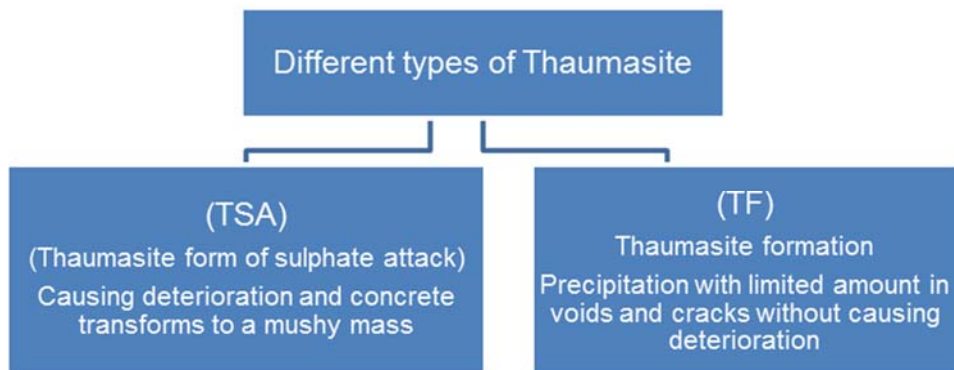 Different types of Thaumasite
(TSA)
(Thaumasite form of sulphate attack)
Causing deterioration and concrete
transforms to a mushy mass
(TF)
Thaumasite formation
Precipitation with limited amount in
voids and cracks without causing
deterioration